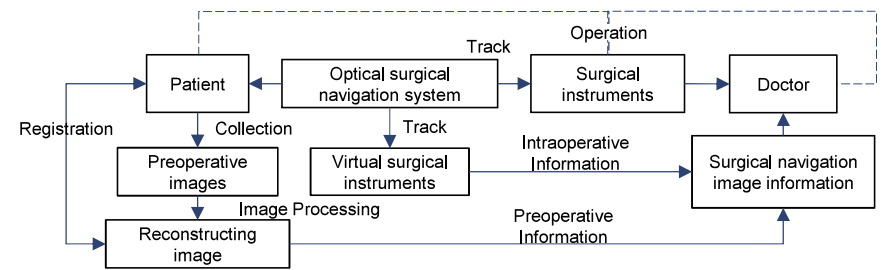 Operation
Track
Patient
Optical surgical
navigation system
Surgical
instruments
Doctor
Registration
Collection
Track
Preoperative
images
Virtual surgical
instruments
Intraoperative
Information
Surgical navigation
image information
Image Processing
Reconstructing
image
Preoperative
Information